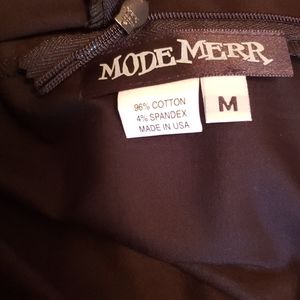 MODE MERR
96% COTTON
4% SPANDEX
MADE IN USA
M